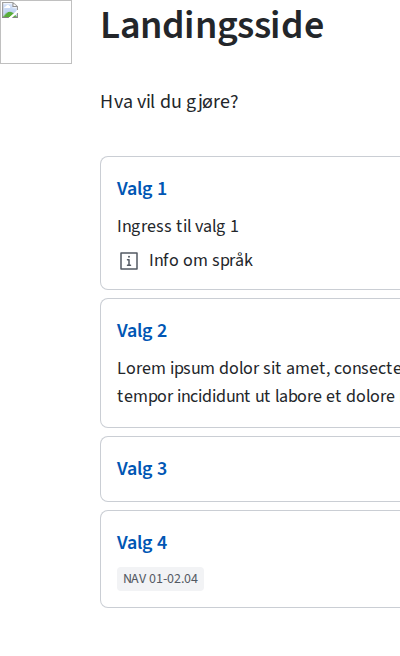 Landingsside
Hva vil du gjøre?
Valg 1
Ingress til valg 1
Info om språk
Valg 2
Lorem ipsum dolor sit amet,
tempor incididunt ut labore et dolore
Valg 3
Valg 4
NAV 01-02.04